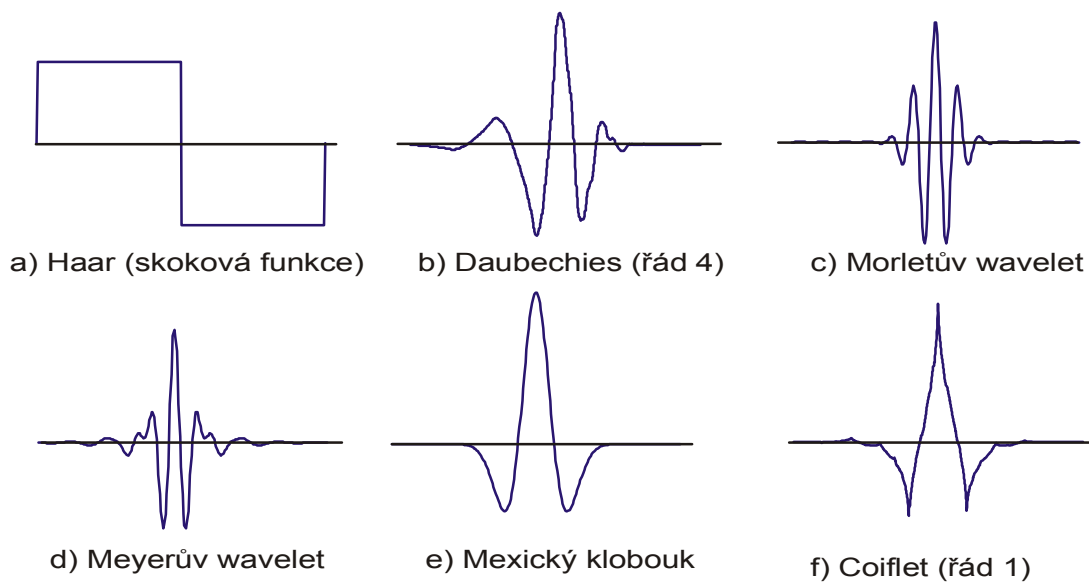 a) Haar (skoková funkce)
b) Daubechies (řád 4)
c) Morletův wavelet
d) Meyerův wavelet
e) Mexický klobouk
f) Coiflet (řád 1)